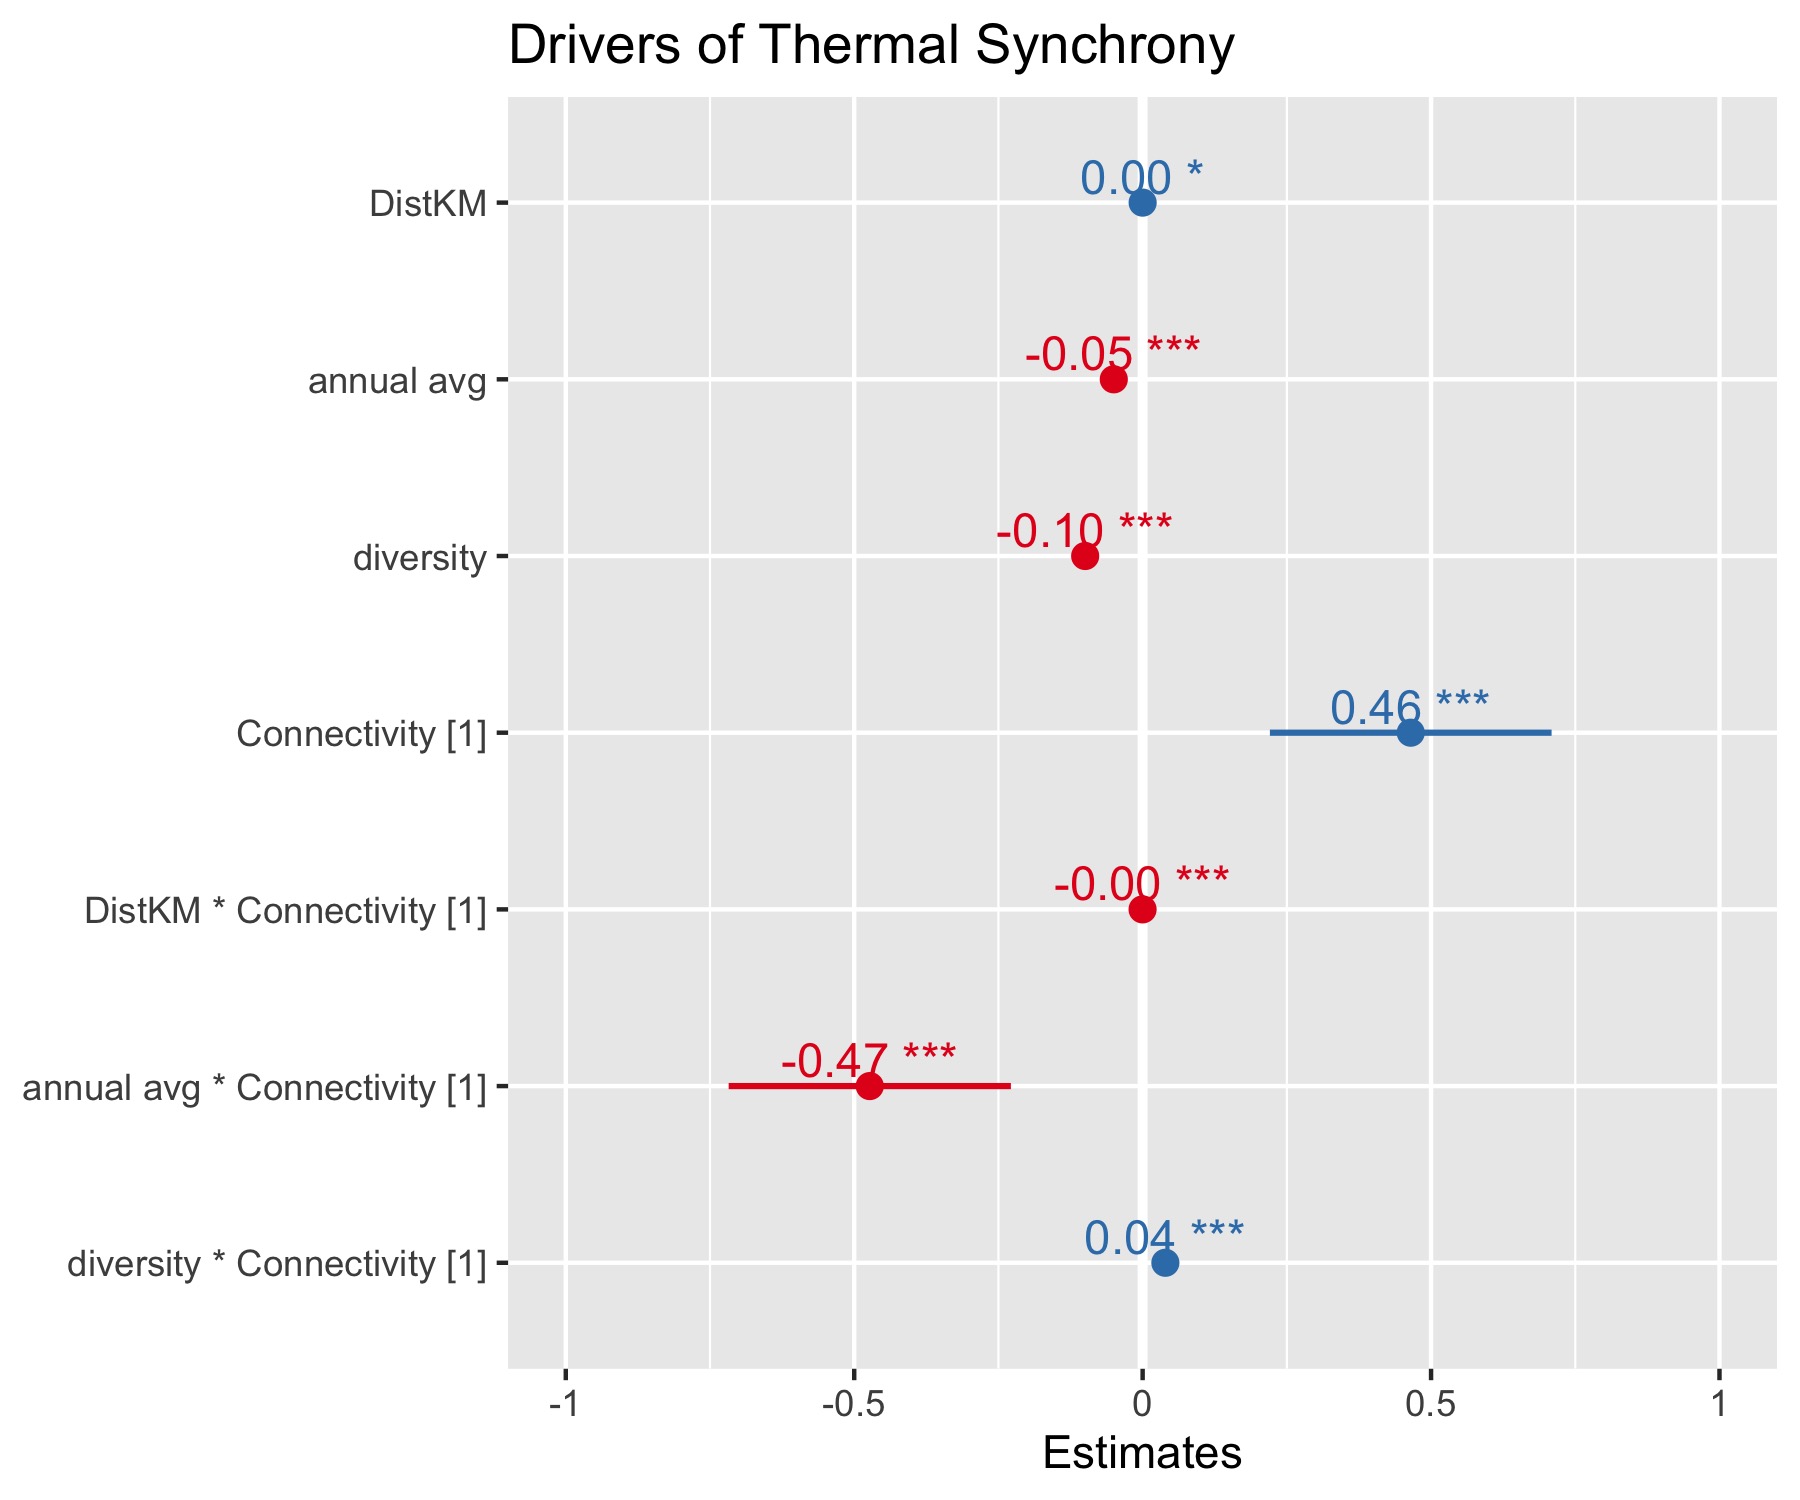 Drivers of Thermal Synchrony
DistKM
0.00 *
annual avg
-0.05 ***
diversity
-0.10 ***
Connectivity [1]
0.46 ***
DistKM * Connectivity [1]
-0.00 ***
annual avg * Connectivity [1]
-0.47 ***
diversity * Connectivity [1]
0.04 ***
-1 -0.5 0 0.5 1
Estimates